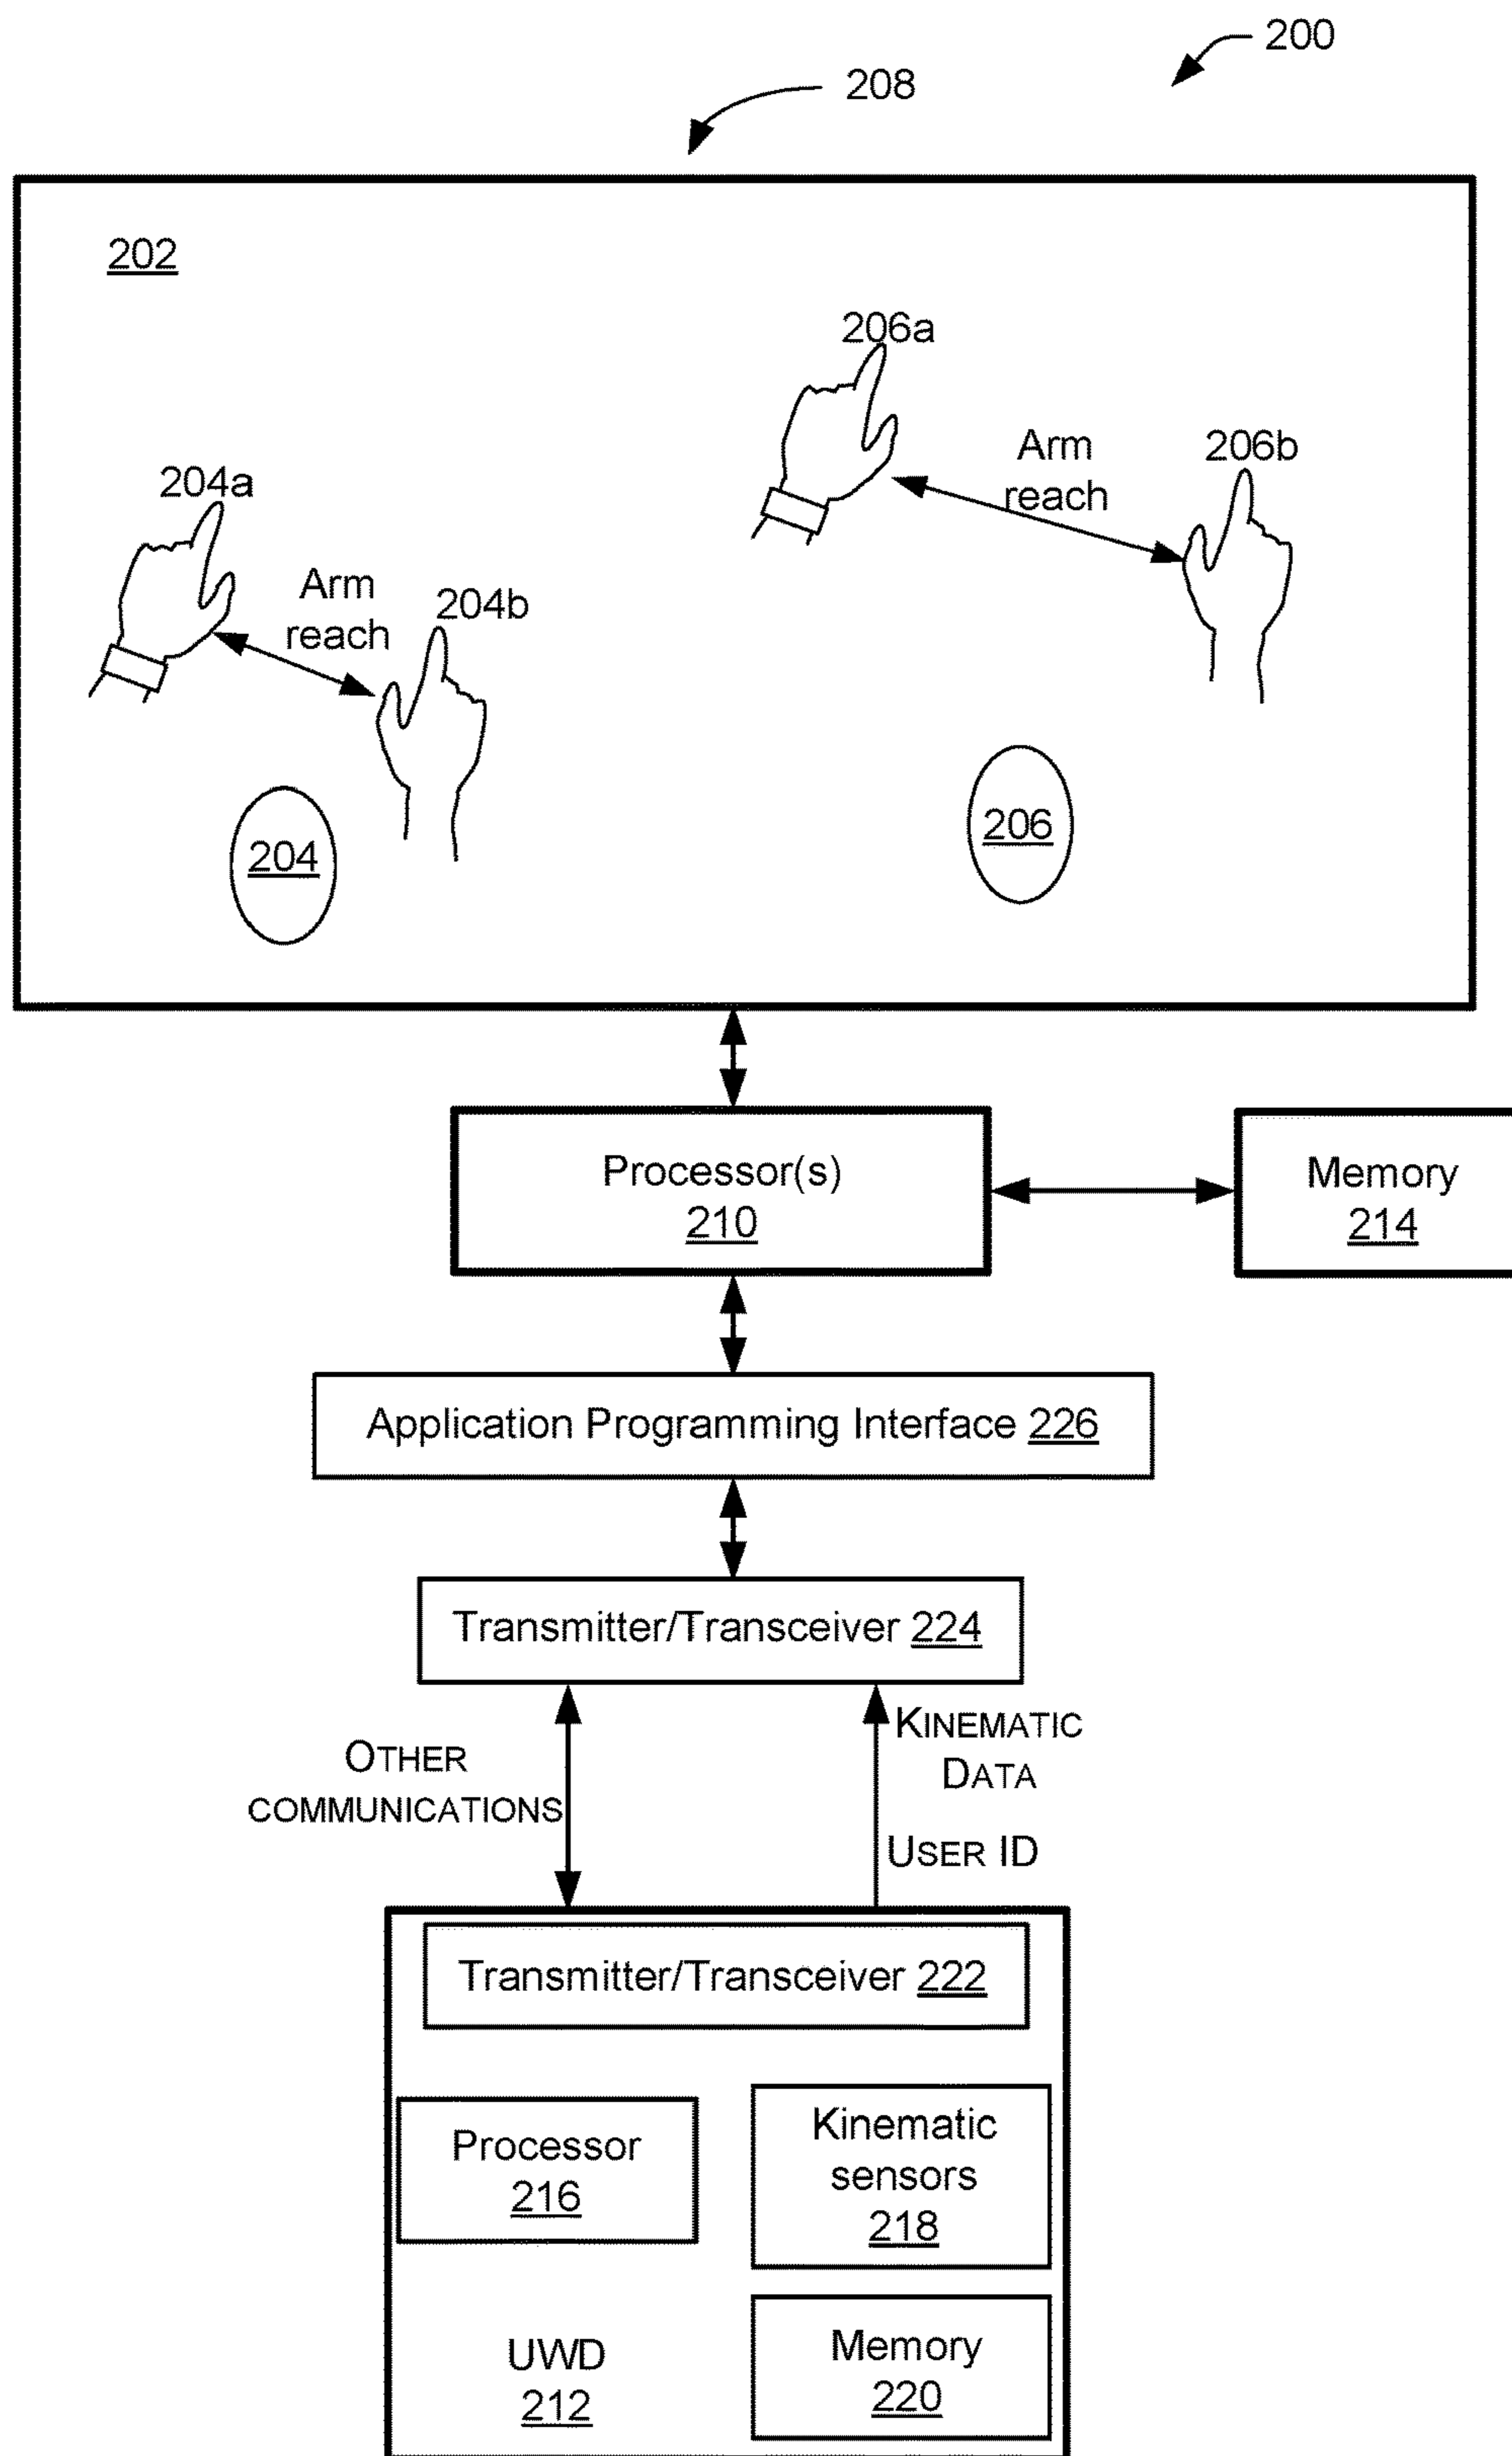 200
208
202
206a
Arm
reach
206b
204a
Arm
reach
204b
206
204
Processor(s)
210
Memory
214
Application Programming Interface 226
Transmitter/Transceiver 224
OTHER
COMMUNICATIONS
KINEMATIC
DATA
USER ID
Transmitter/Transceiver 222
Processor
216
Kinematic
sensors
218
UWD
212
Memory
220